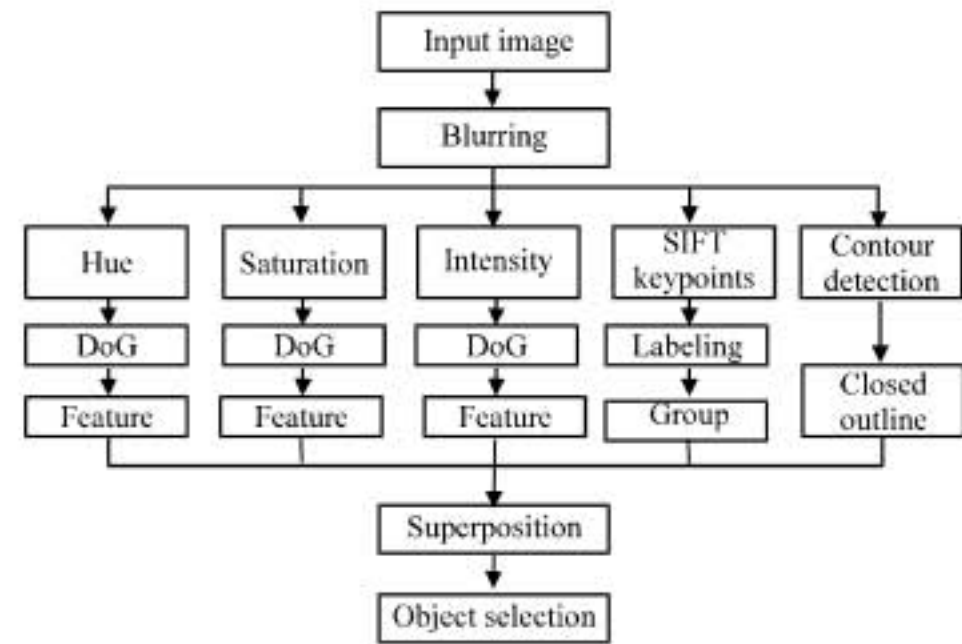 Input image
Blurring
Hue
Saturation
Intensity
SIFT
keypoints
Contour
detection
DoG
DoG
DoG
Labeling
Closed
outline
Feature
Feature
Feature
Group
Superposition
Object selection